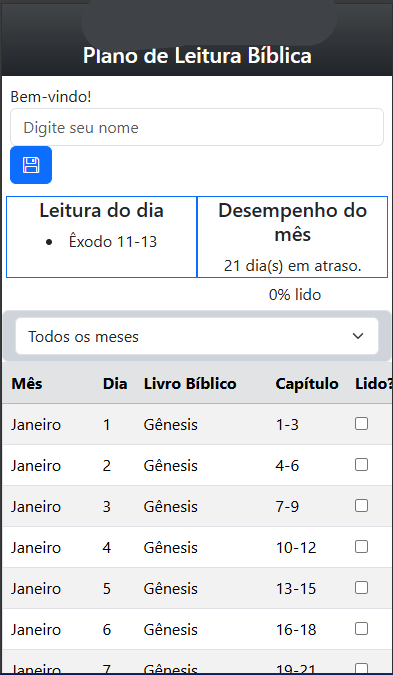 Plano de Leitura Bíblica
Bem-vindo!
Digite seu nome
Leitura do dia
• Êxodo 11-13
Desempenho do
mês
21 dia(s) em atraso.
0% lido
Todos os meses
Mês Dia Livro Bíblico Capítulo Lido?
Janeiro 1 Gênesis 1-3
Janeiro 2 Gênesis 4-6
Janeiro 3 Gênesis 7-9
Janeiro 4 Gênesis 10-12
Janeiro 5 Gênesis 13-15
Janeiro 6 Gênesis 16-18
Janeiro 7 Gênesis 19-21